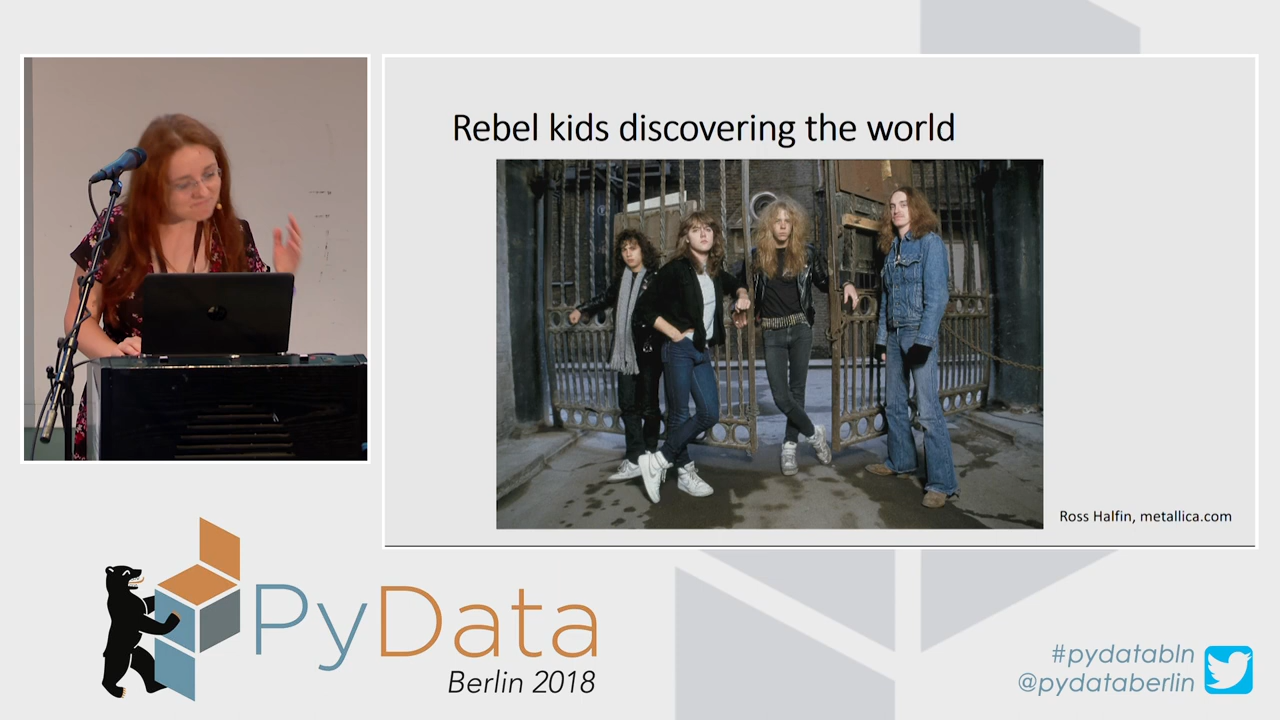 Rebel kids discovering the world
Ross Halfin, metallica.com
PyData
Berlin 2018
#pydatabln
@pydataberlin